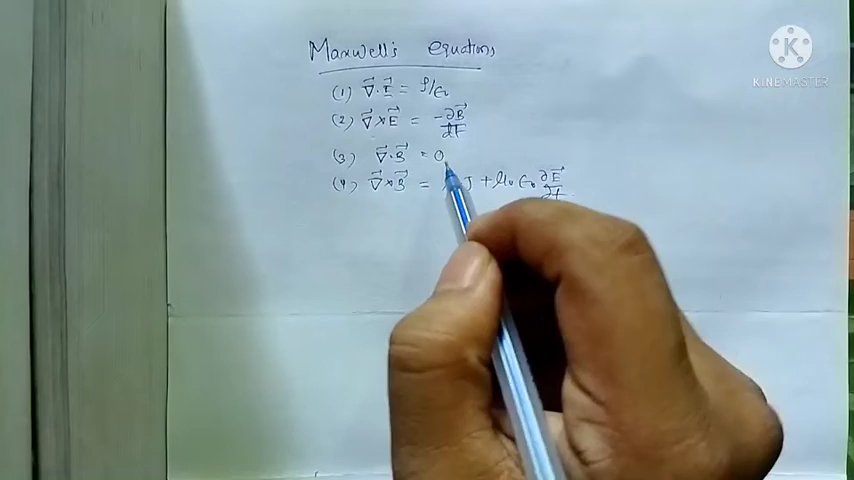 Maxwell's equations
KINEMASTER
(1) ∇⃗·E⃗ = ρ/ε₀
(2) ∇⃗×E⃗ = -∂B⃗/∂t
(3) ∇⃗·B⃗ = 0
(4) ∇⃗×B⃗ = J + μ₀ε₀ ∂E⃗/∂t